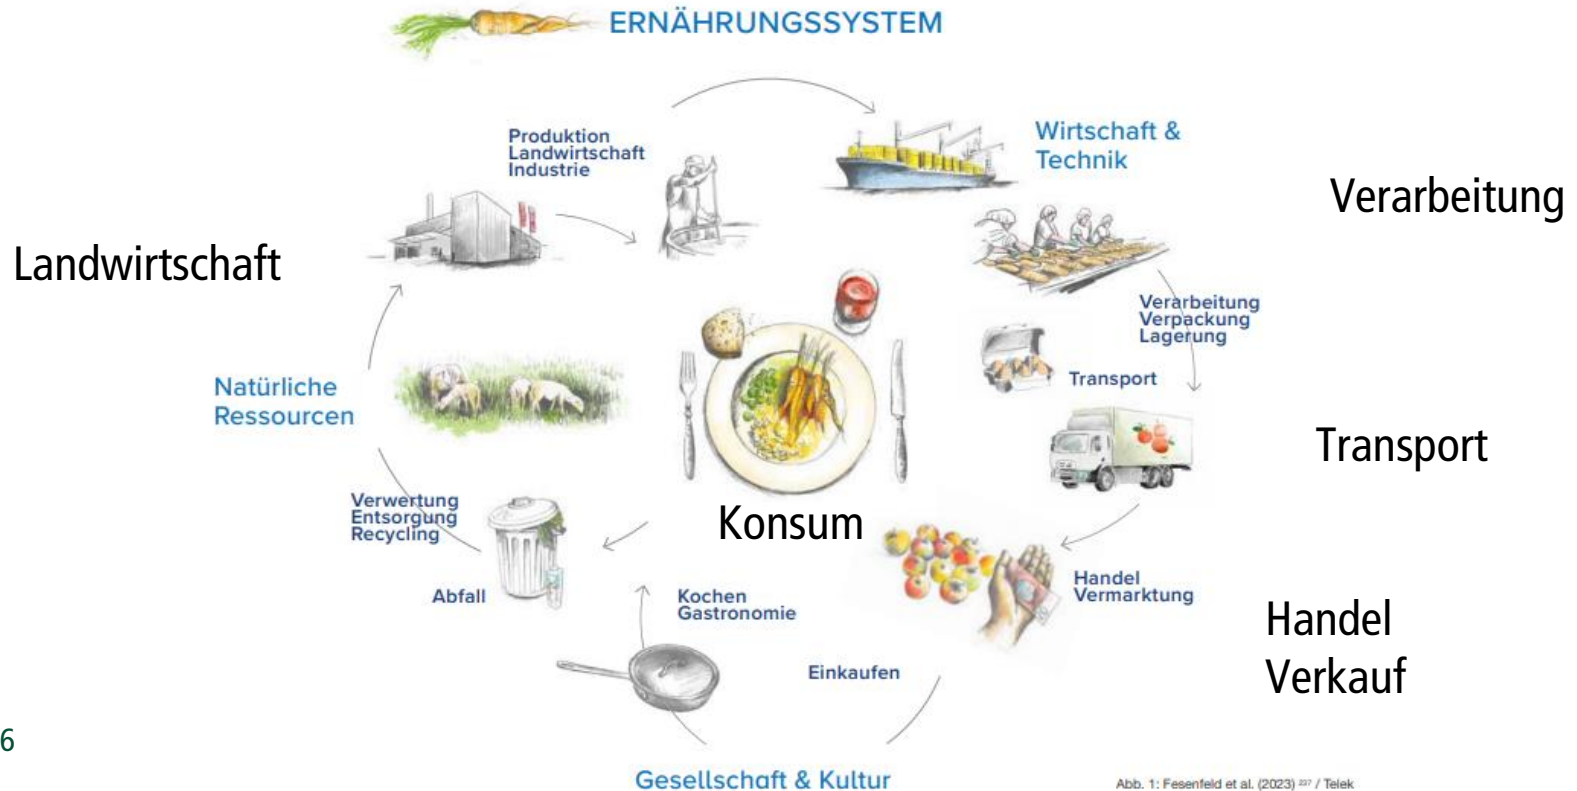 ERNÄHRUNGSSYSTEM
Produktion
Landwirtschaft
Industrie
Wirtschaft &
Technik
Verarbeitung
Landwirtschaft
Verarbeitung
Verpackung
Lagerung
Transport
Natürliche
Ressourcen
Transport
Verwertung
Entsorgung
Recycling
Konsum
Abfall
Kochen
Gastronomie
Handel
Vermarktung
Handel
Verkauf
Einkaufen
6
Gesellschaft & Kultur
Abb. 1: Fesenfeld et al. (2023) ²³⁷ / Telek